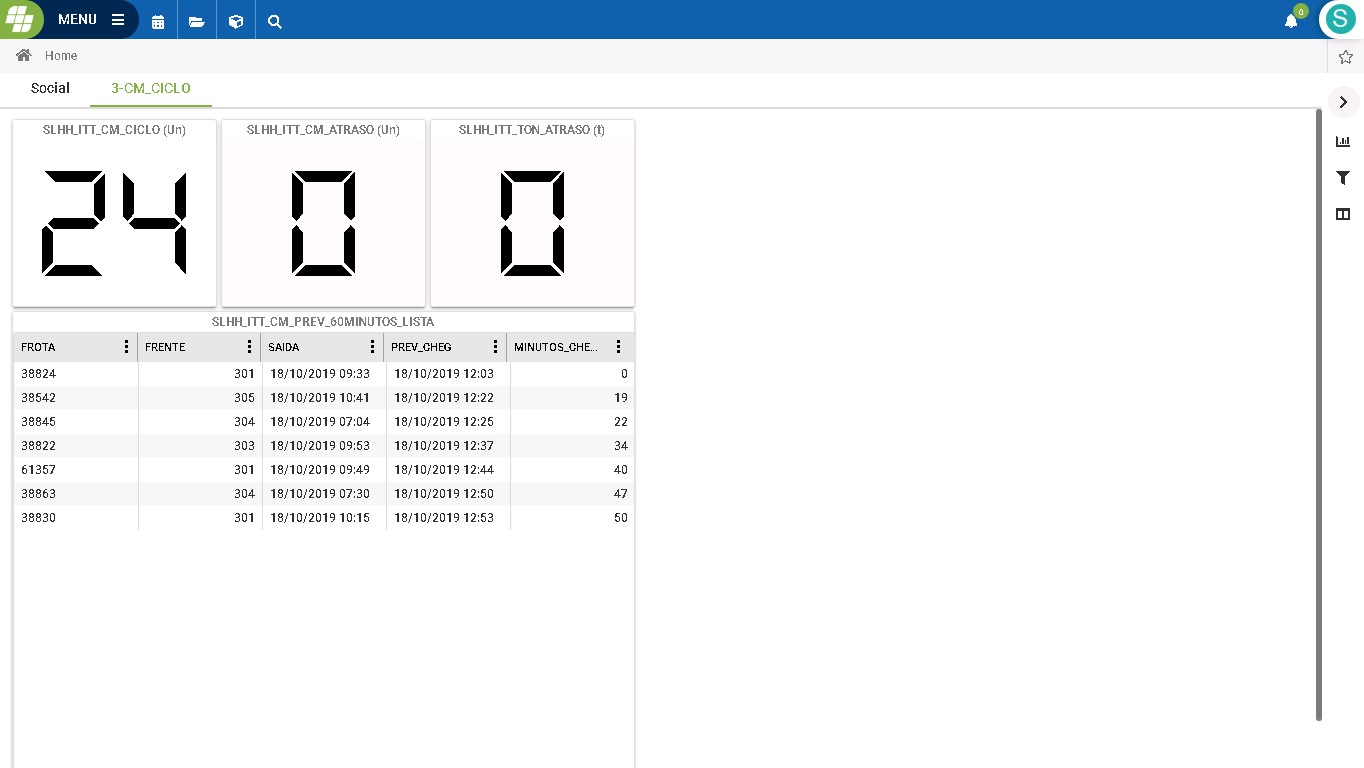 MENU
0
S
Home
Social 3-CM_CICLO
SLHH_ITT_CM_CICLO (Un) SLHH_ITT_CM_ATRASO (Un) SLHH_ITT_TON_ATRASO (t)
24 0 0
SLHH_ITT_CM_PREV_60MINUTOS_LISTA
FROTA FRENTE SAIDA PREV_CHEG MINUTOS_CHE...
38824 301 18/10/2019 09:33 18/10/2019 12:03 0
38542 305 18/10/2019 10:41 18/10/2019 12:22 19
38845 304 18/10/2019 07:04 18/10/2019 12:25 22
38822 303 18/10/2019 09:53 18/10/2019 12:37 34
61357 301 18/10/2019 09:49 18/10/2019 12:44 40
38863 304 18/10/2019 07:30 18/10/2019 12:50 47
38830 301 18/10/2019 10:15 18/10/2019 12:53 50